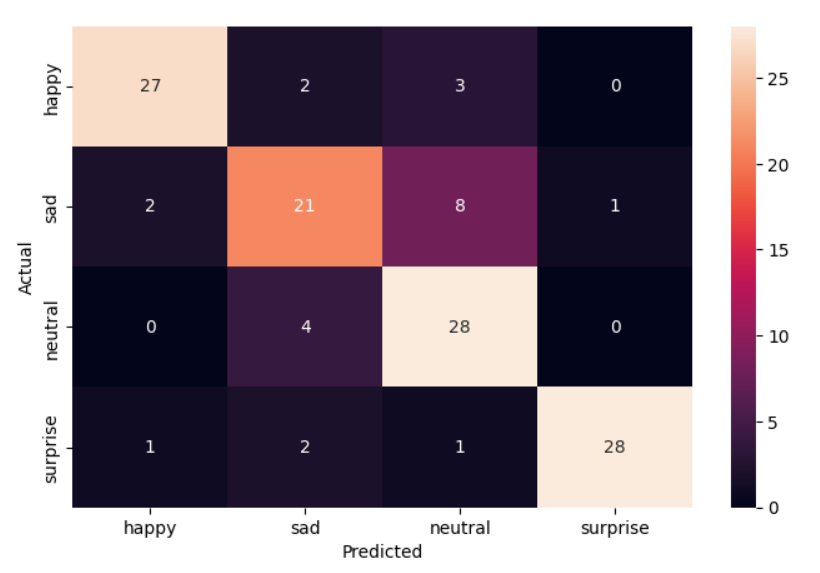 happy 27 2 3 0
sad 2 21 8 1
neutral 0 4 28 0
surprise 1 2 1 28
Actual
happy sad neutral surprise
Predicted
25
20
15
10
5
0